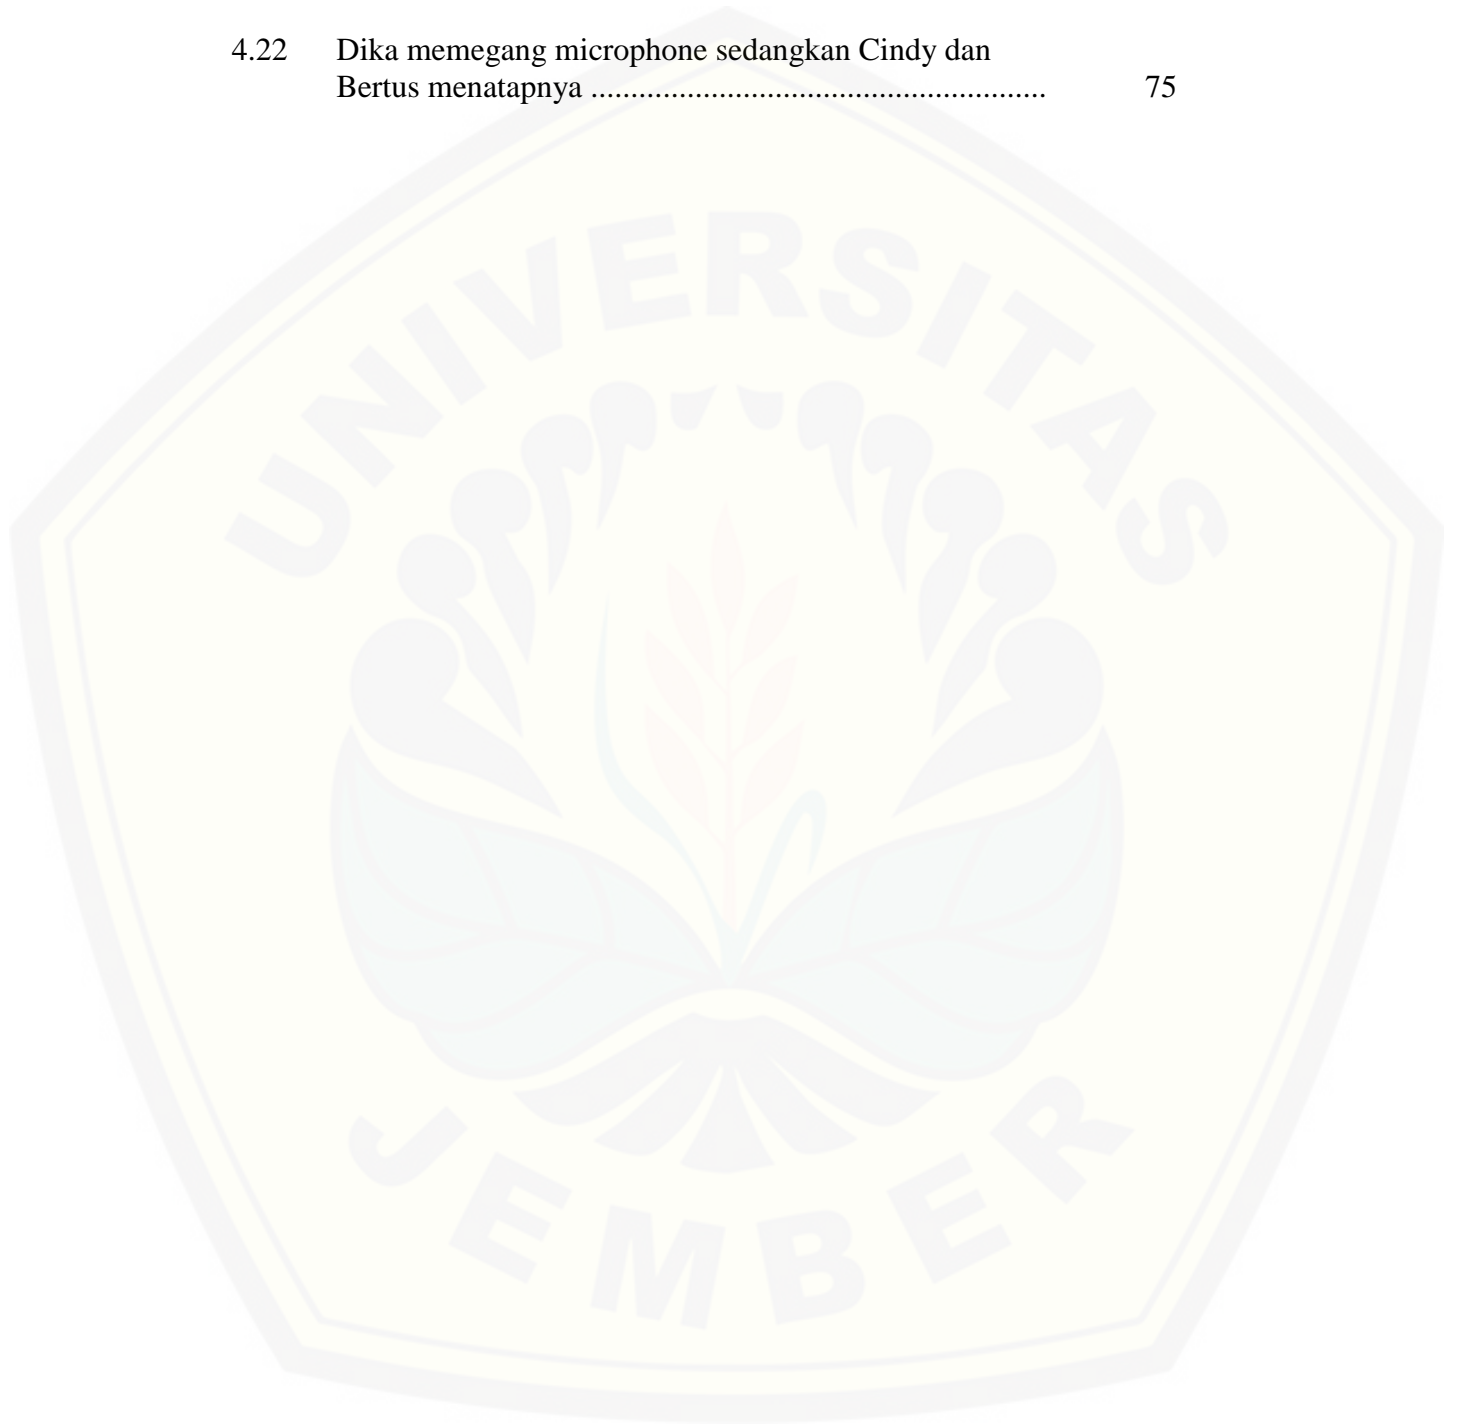 4.22 Dika memegang microphone sedangkan Cindy dan
Bertus menatapnya ......................................................... 75
UNIVERSITAS
JEMBER